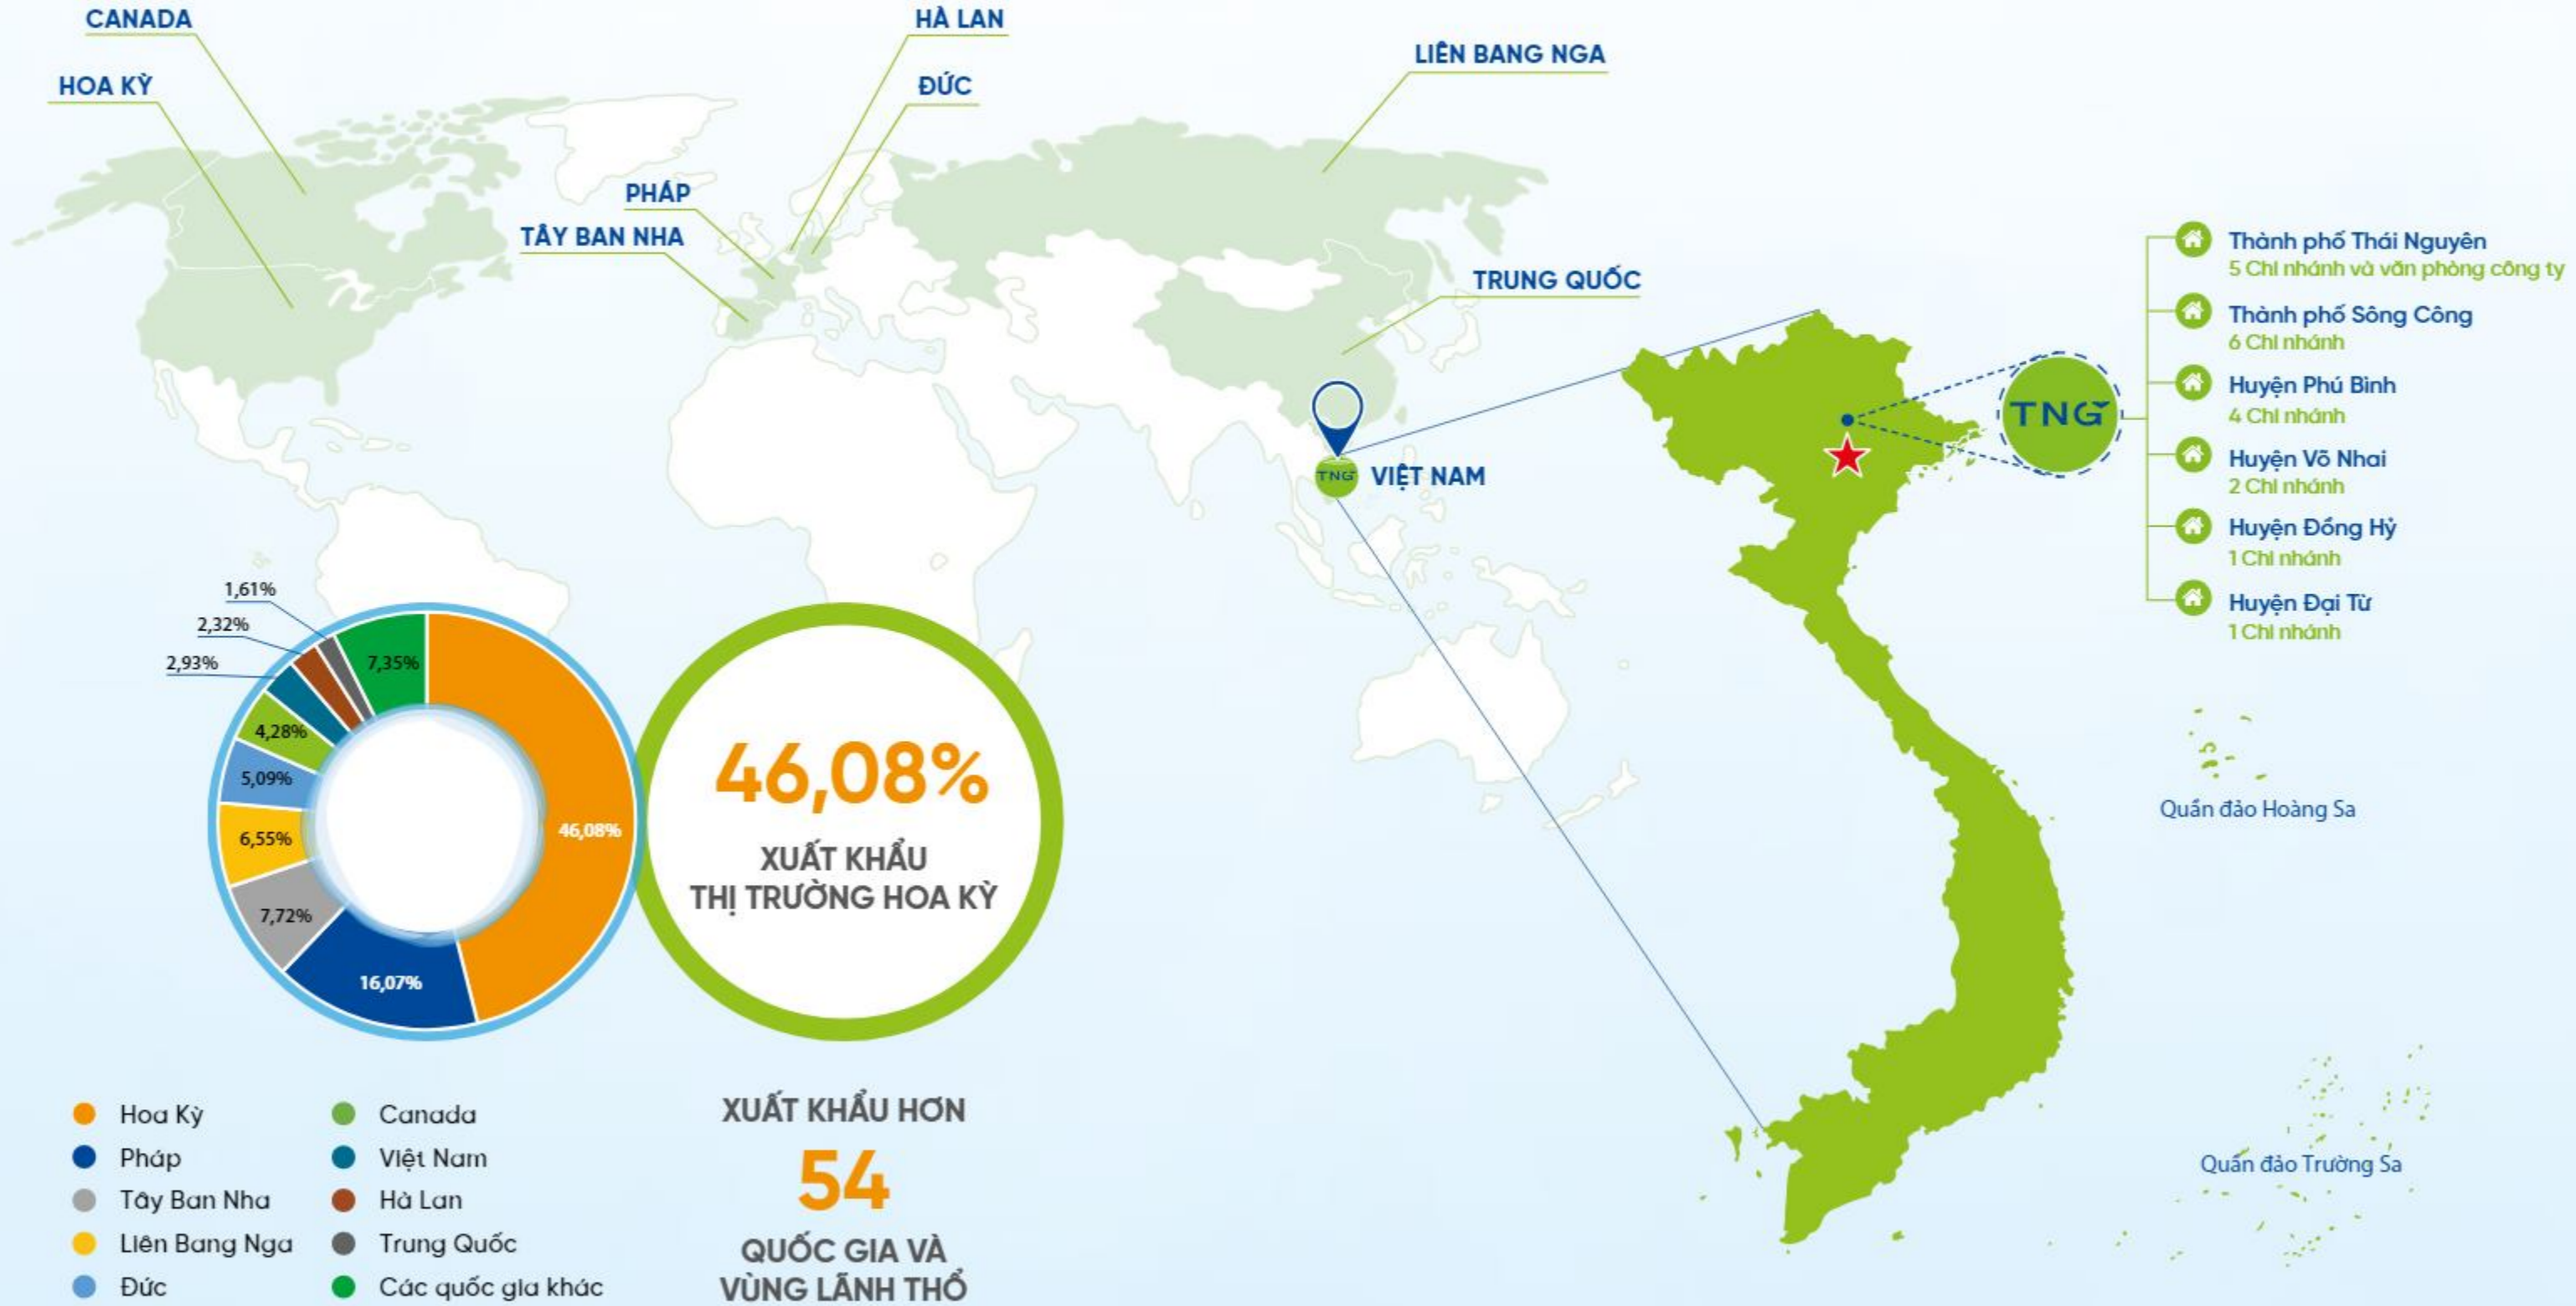 CANADA
HOA KỲ
HÀ LAN
ĐỨC
LIÊN BANG NGA
PHÁP
TÂY BAN NHA
TRUNG QUỐC
TNG
VIỆT NAM
TNG
Thành phố Thái Nguyên
5 Chi nhánh và văn phòng công ty
Thành phố Sông Công
6 Chi nhánh
Huyện Phú Bình
4 Chi nhánh
Huyện Võ Nhai
2 Chi nhánh
Huyện Đồng Hỷ
1 Chi nhánh
Huyện Đại Từ
1 Chi nhánh
Quần đảo Hoàng Sa
Quần đảo Trường Sa
1,61%
2,32%
2,93%
7,35%
4,28%
5,09%
6,55%
7,72%
16,07%
46,08%
46,08%
XUẤT KHẨU
THỊ TRƯỜNG HOA KỲ
Hoa Kỳ
Pháp
Tây Ban Nha
Liên Bang Nga
Đức
Canada
Việt Nam
Hà Lan
Trung Quốc
Các quốc gia khác
XUẤT KHẨU HƠN
54
QUỐC GIA VÀ
VÙNG LÃNH THỔ